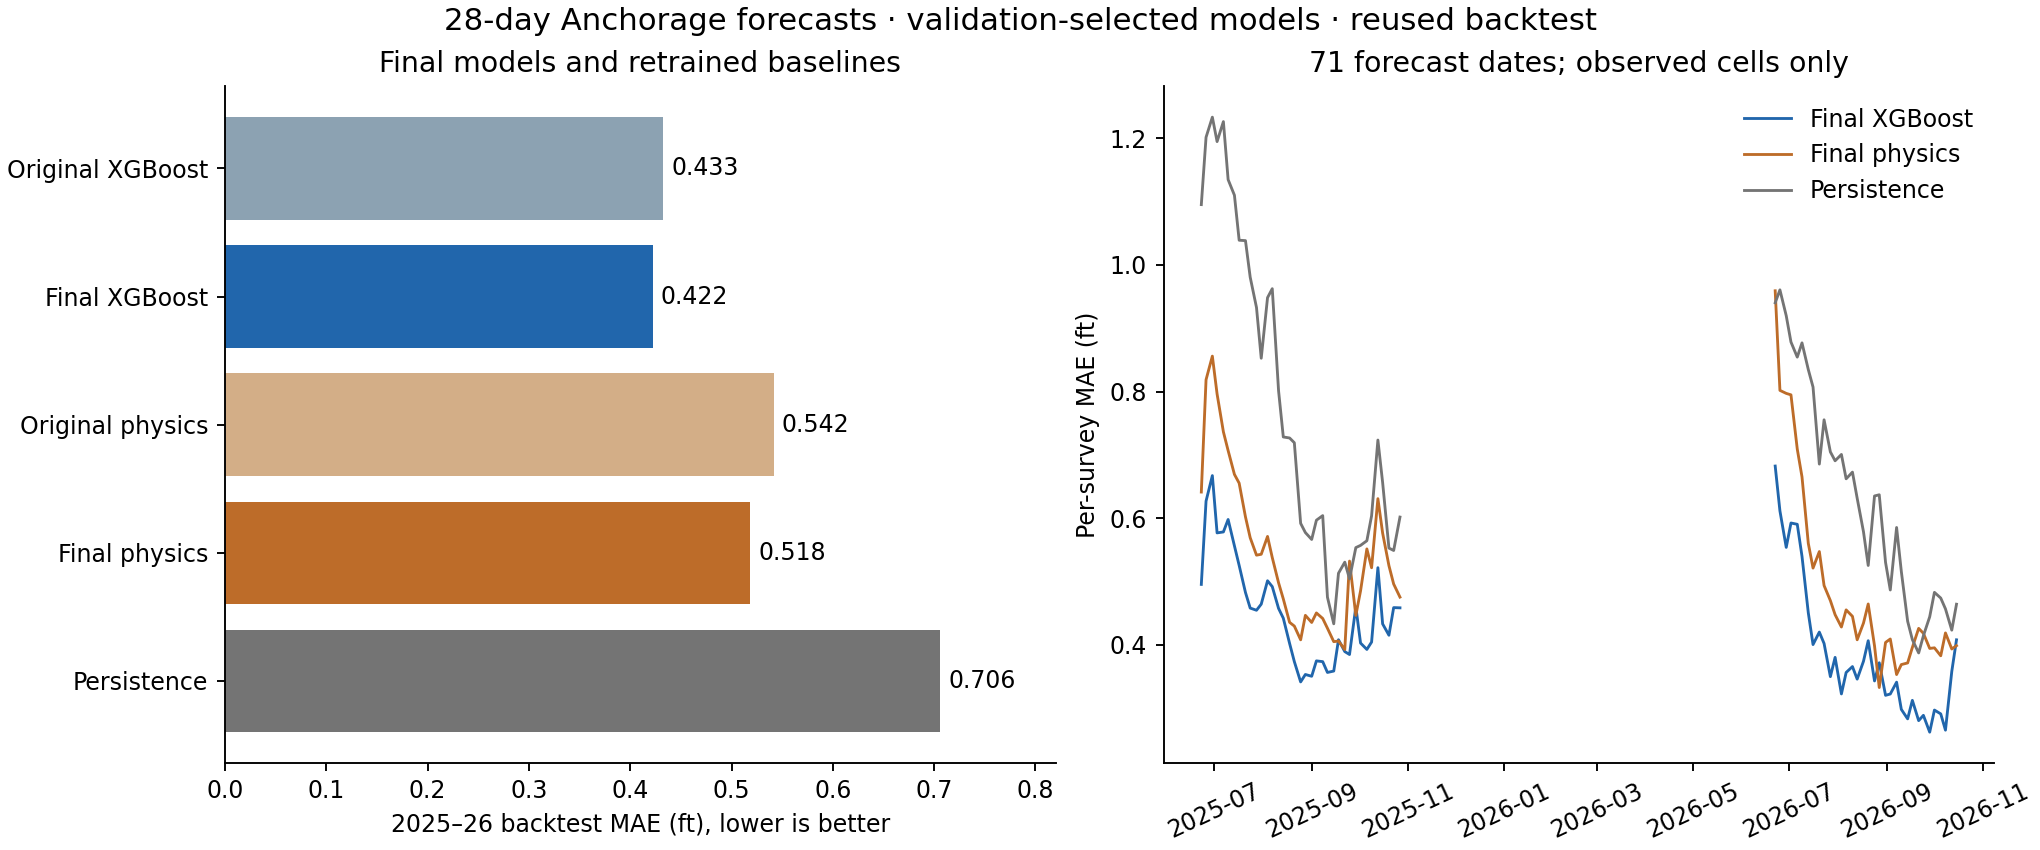 28-day Anchorage forecasts · validation-selected models · reused backtest
Final models and retrained baselines
Original XGBoost
0.433
Final XGBoost
0.422
Original physics
0.542
Final physics
0.518
Persistence
0.706
0.0 0.1 0.2 0.3 0.4 0.5 0.6 0.7 0.8
2025–26 backtest MAE (ft), lower is better
71 forecast dates; observed cells only
Final XGBoost
Final physics
Persistence
Per-survey MAE (ft)
1.2
1.0
0.8
0.6
0.4
2025-07 2025-09 2025-11 2026-01 2026-03 2026-05 2026-07 2026-09 2026-11